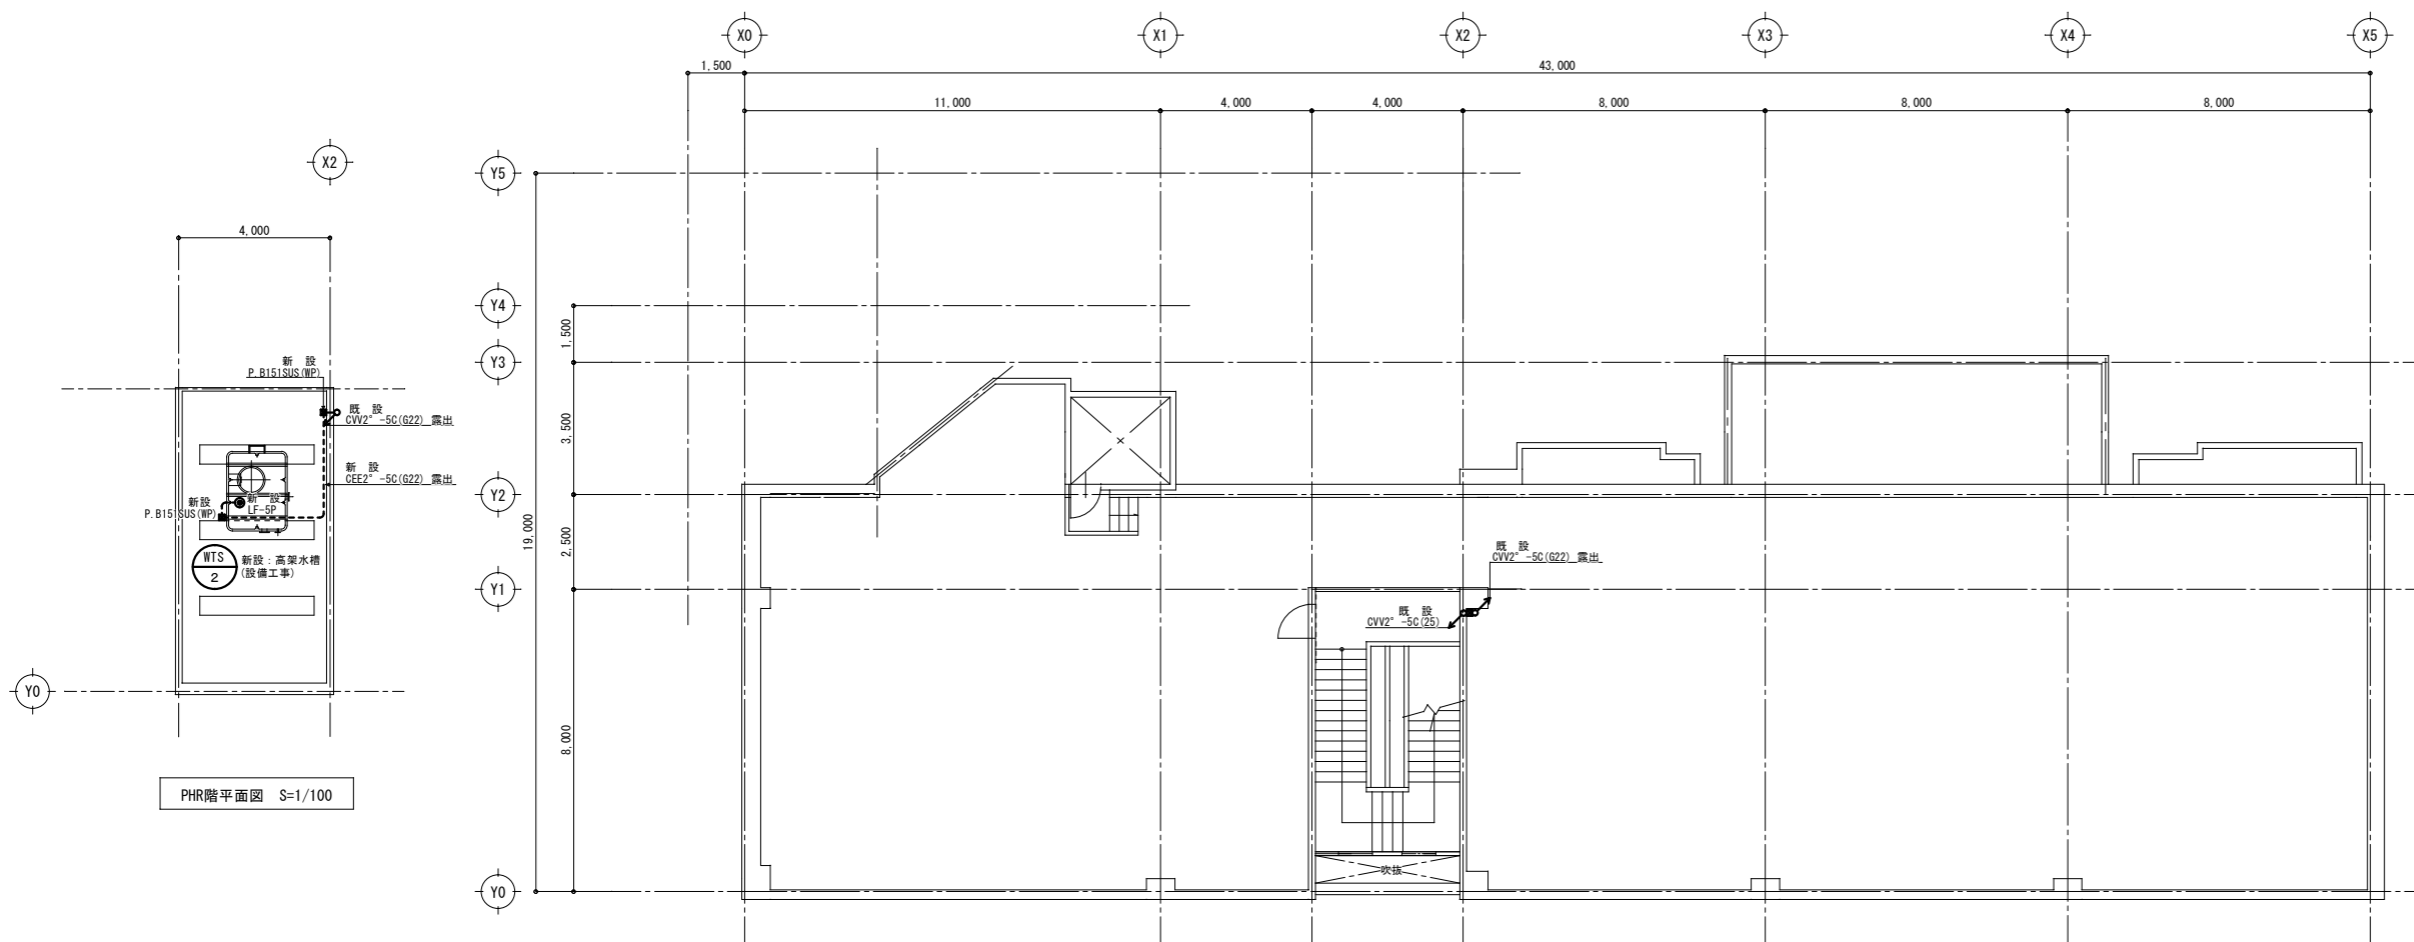 X0
X1
X2
X3
X4
X5
1,500
43,000
11,000
4,000
4,000
8,000
8,000
8,000
X2
Y5
4,000
Y4
1,500
Y3
新 設
P.B151SUS(WP)
既 設
CVV2°-5C(G22) 露出
3,500
新 設
CEE2°-5C(G22) 露出
Y2
新設
P.B151SUS(WP)
新 設
LF-5P
19,000
2,500
WTS
2
新設：高架水槽
(設備工事)
既 設
CVV2°-5C(G22) 露出
Y1
既 設
CVV2°-5C(25)
Y0
8,000
PHR階平面図 S=1/100
吹抜
Y0